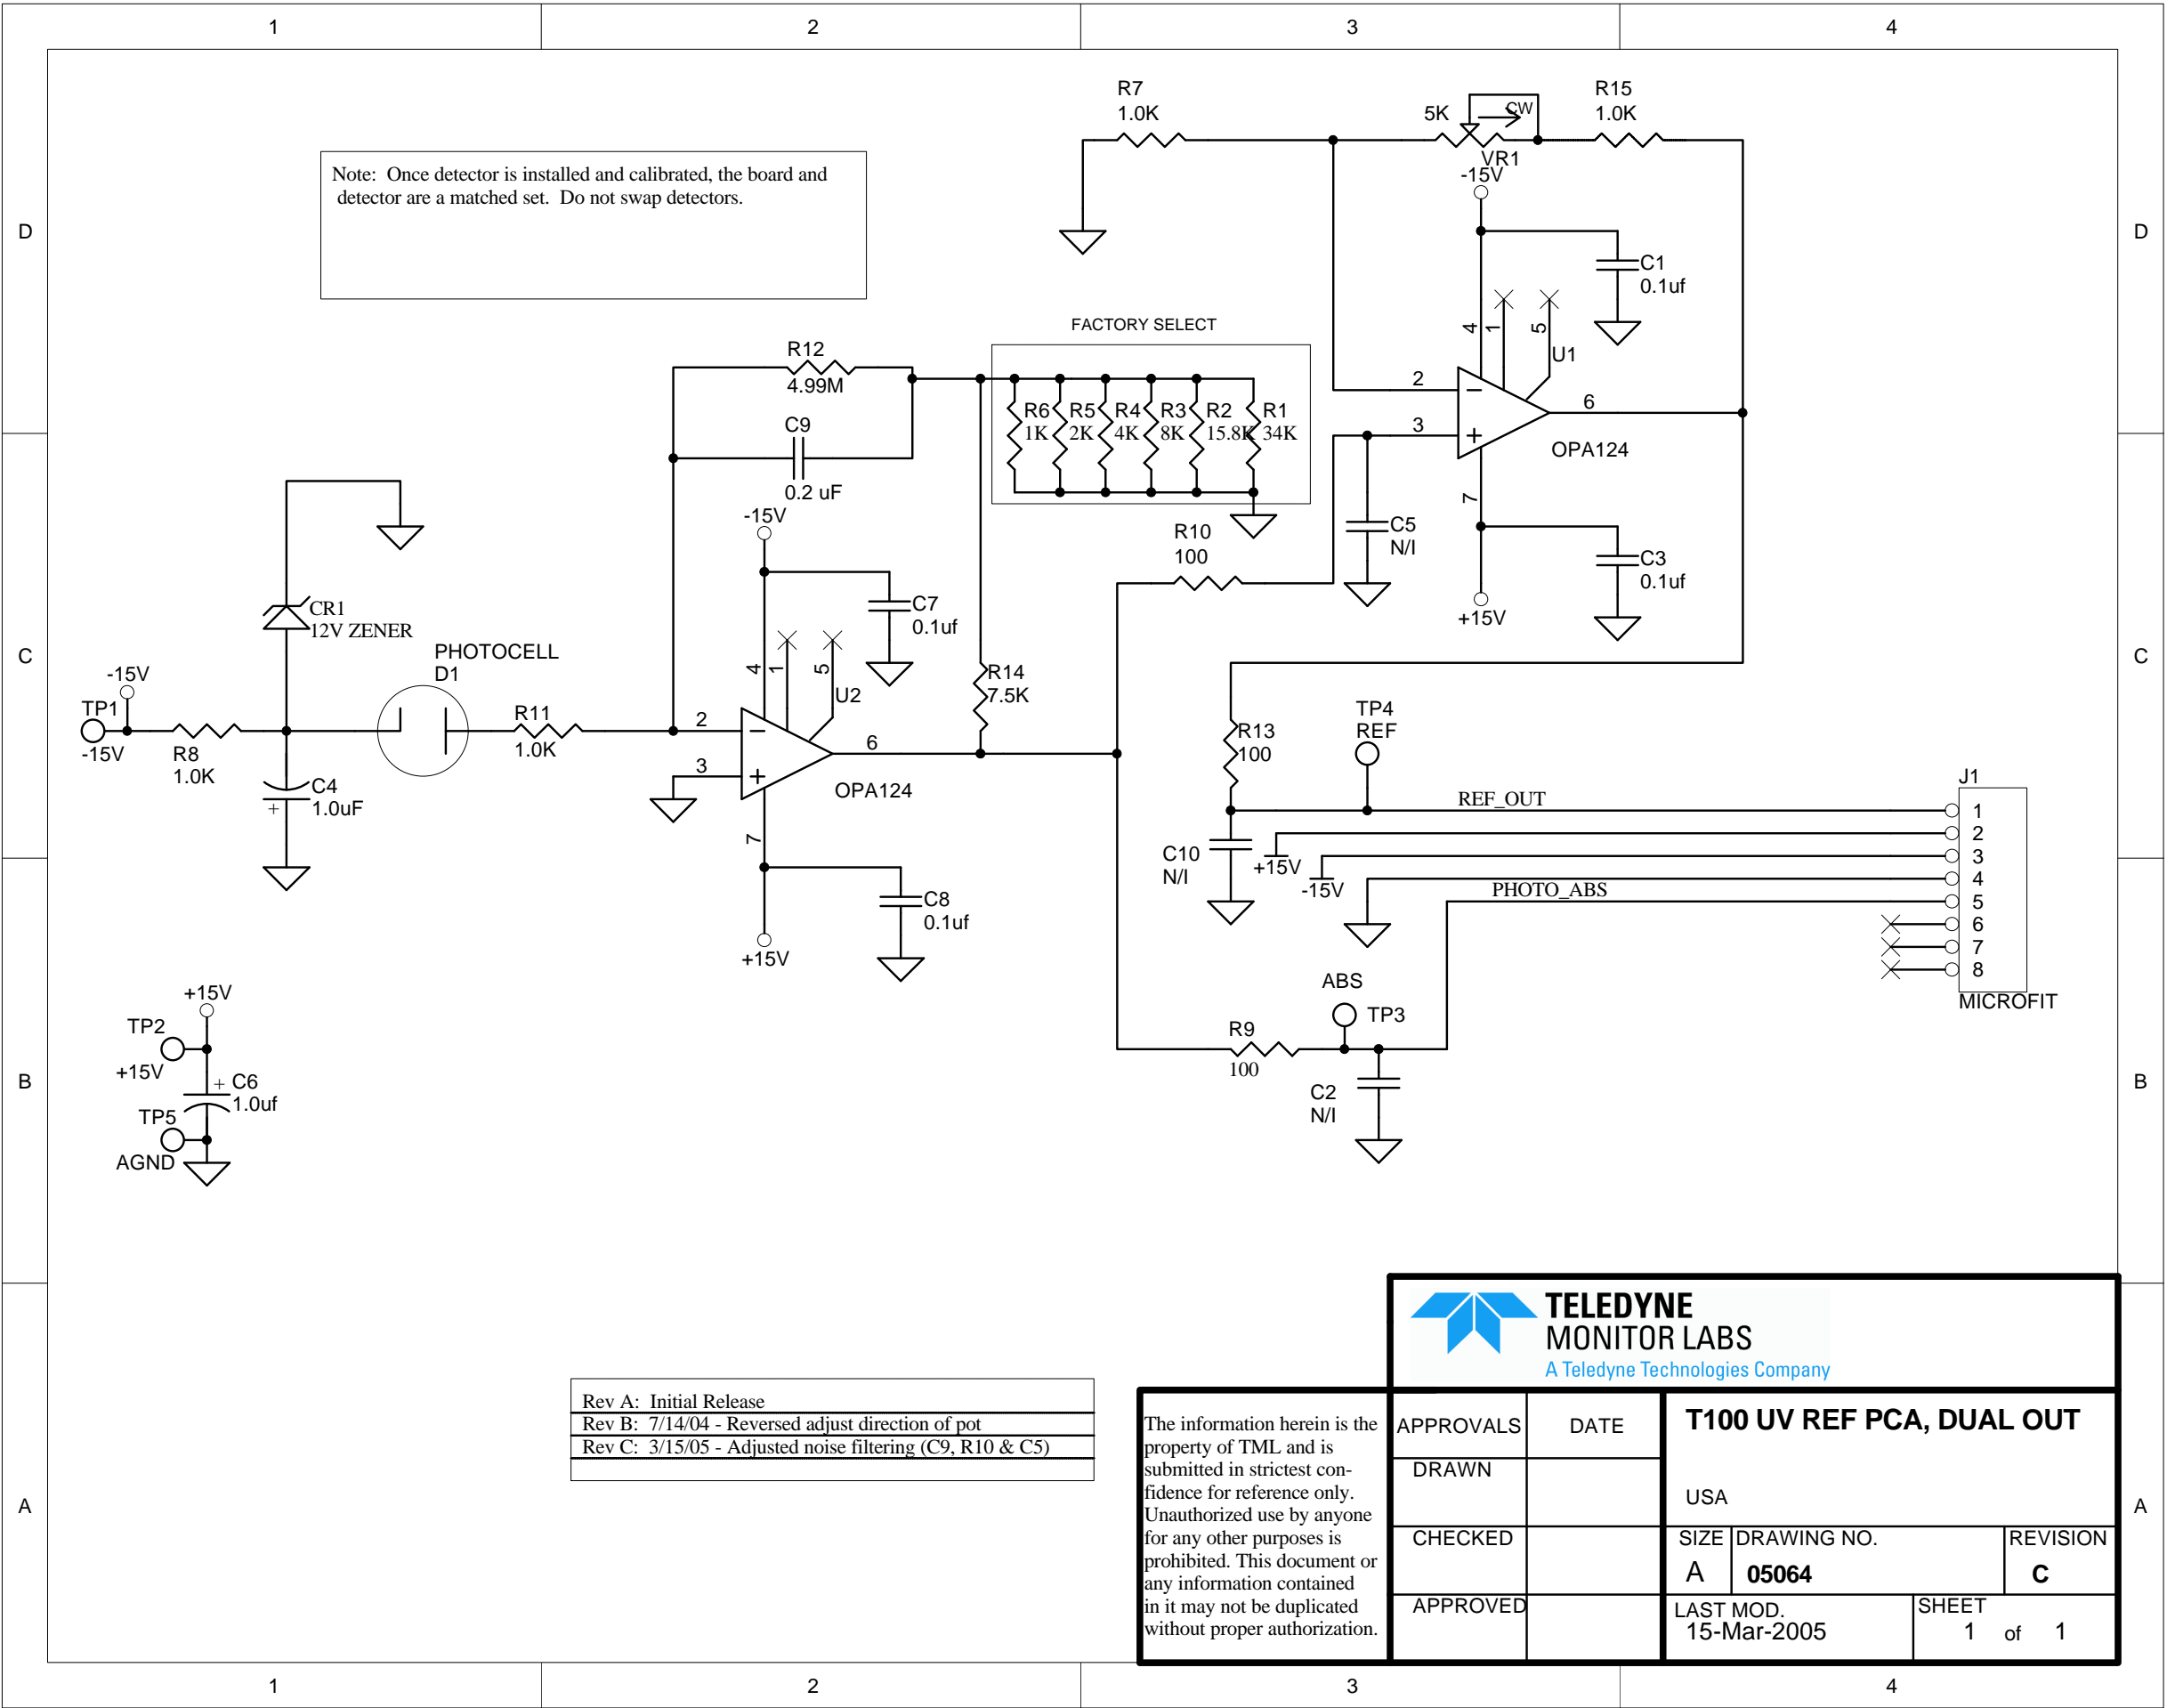 1
2
3
4
D
D
C
C
B
B
A
A
Note: Once detector is installed and calibrated, the board and
detector are a matched set. Do not swap detectors.
R7
1.0K
5K
CW
R15
1.0K
VR1
-15V
C1
0.1uf
4
1
5
U1
2
3
6
7
OPA124
C5
N/I
C3
0.1uf
+15V
FACTORY SELECT
R6
1K
R5
2K
R4
4K
R3
8K
R2
15.8K
R1
34K
R12
4.99M
C9
0.2 uF
-15V
C7
0.1uf
4
1
5
U2
2
3
6
7
OPA124
C8
0.1uf
+15V
R14
7.5K
R10
100
CR1
12V ZENER
PHOTOCELL
D1
-15V
TP1
-15V
R8
1.0K
R11
1.0K
C4
+
1.0uF
R13
100
TP4
REF
REF_OUT
C10
N/I
+15V
-15V
PHOTO_ABS
J1
1
2
3
4
5
6
7
8
MICROFIT
ABS
TP3
R9
100
C2
N/I
+15V
TP2
+15V
+ C6
1.0uf
TP5
AGND
Rev A: Initial Release
Rev B: 7/14/04 - Reversed adjust direction of pot
Rev C: 3/15/05 - Adjusted noise filtering (C9, R10 & C5)
The information herein is the
property of TML and is
submitted in strictest con-
fidence for reference only.
Unauthorized use by anyone
for any other purposes is
prohibited. This document or
any information contained
in it may not be duplicated
without proper authorization.
TELEDYNE
MONITOR LABS
A Teledyne Technologies Company
APPROVALS
DATE
DRAWN
CHECKED
APPROVED
T100 UV REF PCA, DUAL OUT
USA
SIZE
A
DRAWING NO.
05064
REVISION
C
LAST MOD.
15-Mar-2005
SHEET
1 of 1
1
2
3
4